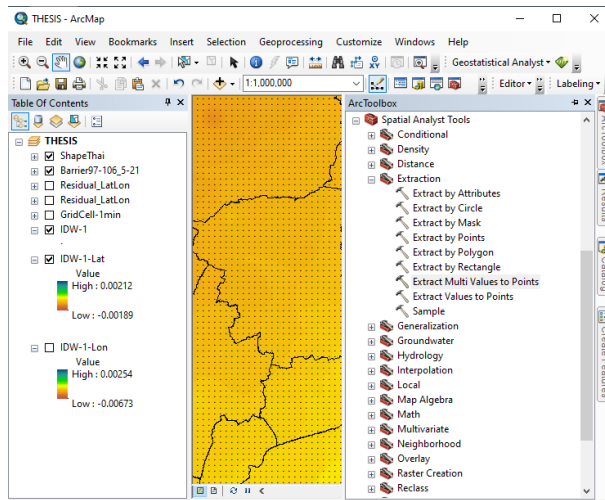 THESIS - ArcMap
File Edit View Bookmarks Insert Selection Geoprocessing Customize Windows Help
Geostatistical Analyst
1:1,000,000
Editor
Labeling
Table Of Contents
THESIS
ShapeThai
Barrier97-106_5-21
Residual_LatLon
Residual_LatLon
GridCell-1min
IDW-1
.
IDW-1-Lat
Value
High : 0.00212
Low : -0.00189
IDW-1-Lon
Value
High : 0.00254
Low : -0.00673
ArcToolbox
Spatial Analyst Tools
Conditional
Density
Distance
Extraction
Extract by Attributes
Extract by Circle
Extract by Mask
Extract by Points
Extract by Polygon
Extract by Rectangle
Extract Multi Values to Points
Extract Values to Points
Sample
Generalization
Groundwater
Hydrology
Interpolation
Local
Map Algebra
Math
Multivariate
Neighborhood
Overlay
Raster Creation
Reclass